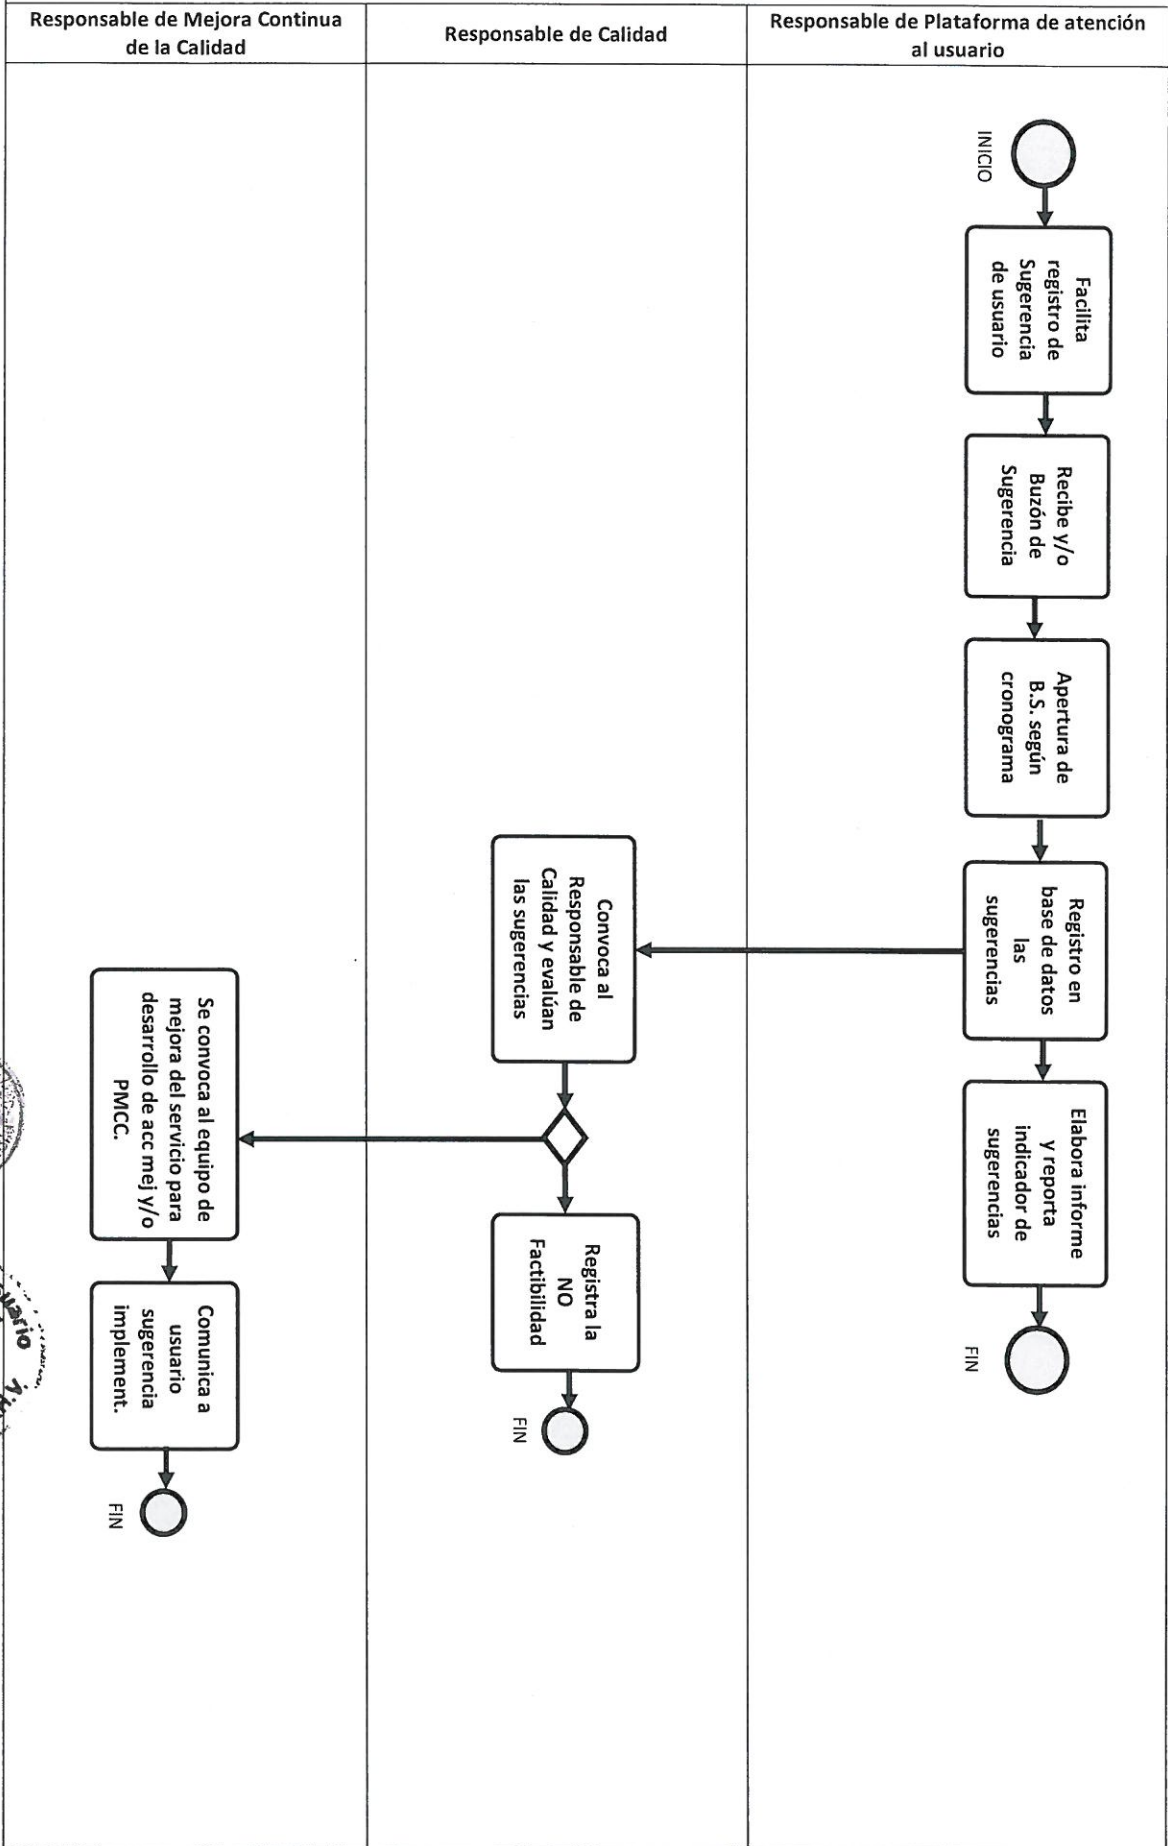 Responsable de Mejora Continua
de la Calidad
Responsable de Calidad
Responsable de Plataforma de atención
al usuario
INICIO
Facilita
registro de
Sugerencia
de usuario
Recibe y/o
Buzón de
Sugerencia
Apertura de
B.S. según
cronograma
Registro en
base de datos
las
sugerencias
Elabora informe
y reporta
indicador de
sugerencias
FIN
Convoca al
Responsable de
Calidad y evalúan
las sugerencias
Registra la
NO
Factibilidad
FIN
Se convoca al equipo de
mejora del servicio para
desarrollo de acc mej y/o
PMCC.
Comunica a
usuario
sugerencia
implement.
FIN